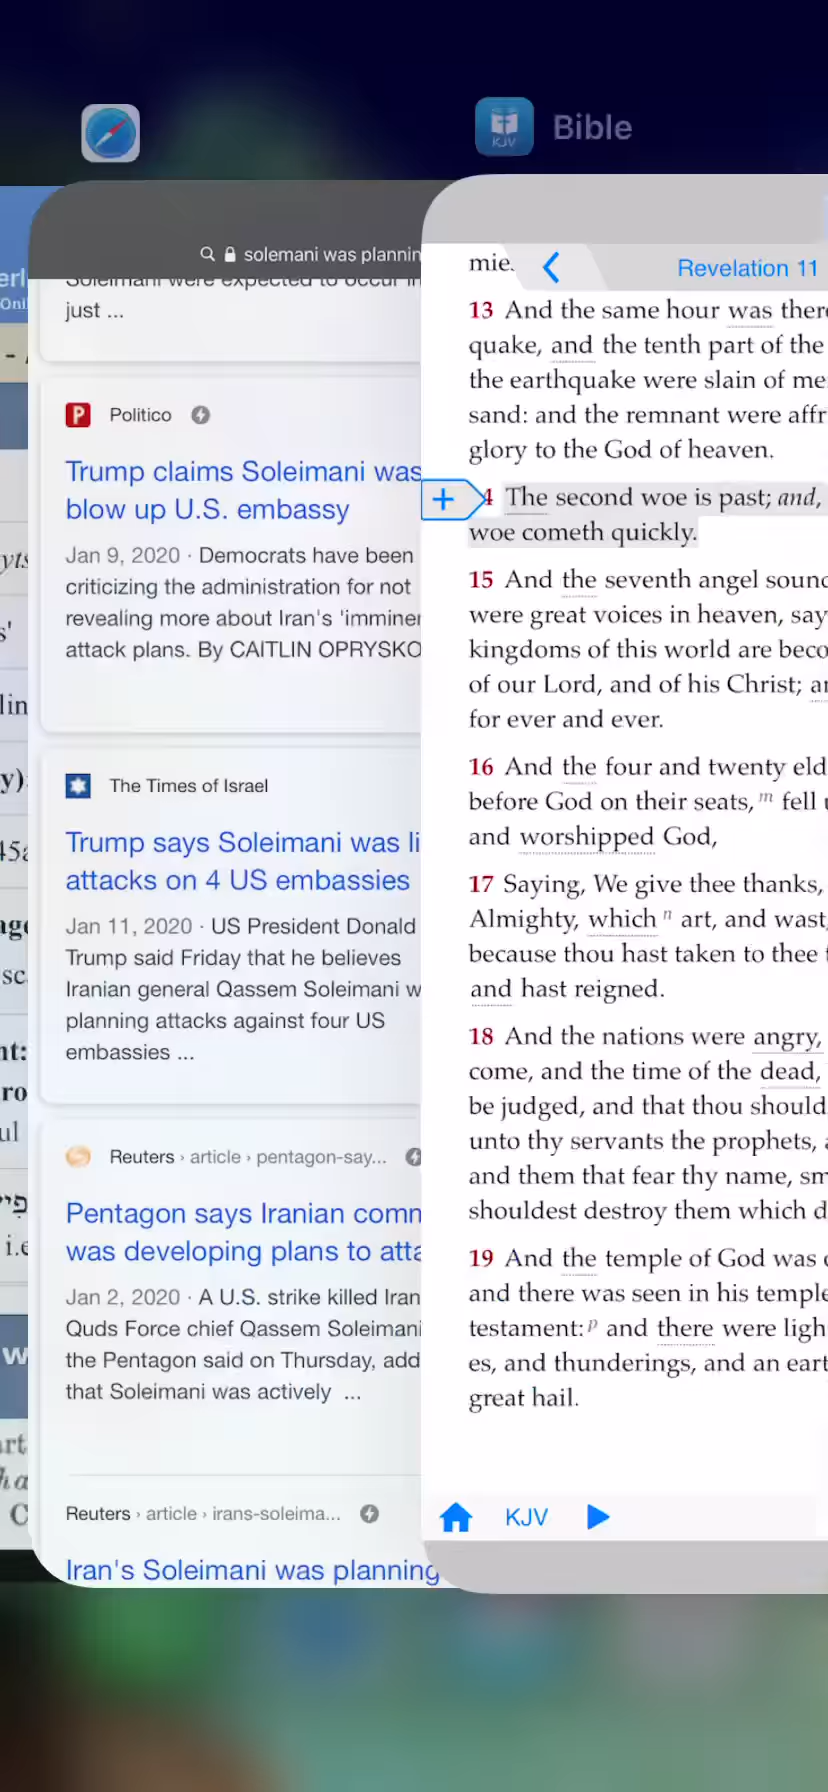 Bible
solemani was plannin
Soleimani were expected to occur in
just ...
Politico
Trump claims Soleimani was
blow up U.S. embassy
Jan 9, 2020 · Democrats have been
criticizing the administration for not
revealing more about Iran's 'imminen
attack plans. By CAITLIN OPRYSKO
The Times of Israel
Trump says Soleimani was li
attacks on 4 US embassies
Jan 11, 2020 · US President Donald
Trump said Friday that he believes
Iranian general Qassem Soleimani w
planning attacks against four US
embassies ...
Reuters › article › pentagon-say...
Pentagon says Iranian comm
was developing plans to atta
Jan 2, 2020 · A U.S. strike killed Iran
Quds Force chief Qassem Soleimani
the Pentagon said on Thursday, add
that Soleimani was actively ...
Reuters › article › irans-soleima...
Iran's Soleimani was planning
KJV
mie
Revelation 11
13 And the same hour was there
quake, and the tenth part of the
the earthquake were slain of me
sand: and the remnant were affr
glory to the God of heaven.
4 The second woe is past; and,
woe cometh quickly.
15 And the seventh angel sound
were great voices in heaven, say
kingdoms of this world are beco
of our Lord, and of his Christ; an
for ever and ever.
16 And the four and twenty eld
before God on their seats, m fell u
and worshipped God,
17 Saying, We give thee thanks,
Almighty, which n art, and wast,
because thou hast taken to thee t
and hast reigned.
18 And the nations were angry,
come, and the time of the dead,
be judged, and that thou should
unto thy servants the prophets, a
and them that fear thy name, sm
shouldest destroy them which d
19 And the temple of God was o
and there was seen in his temple
testament: p and there were ligh
es, and thunderings, and an eart
great hail.
KJV